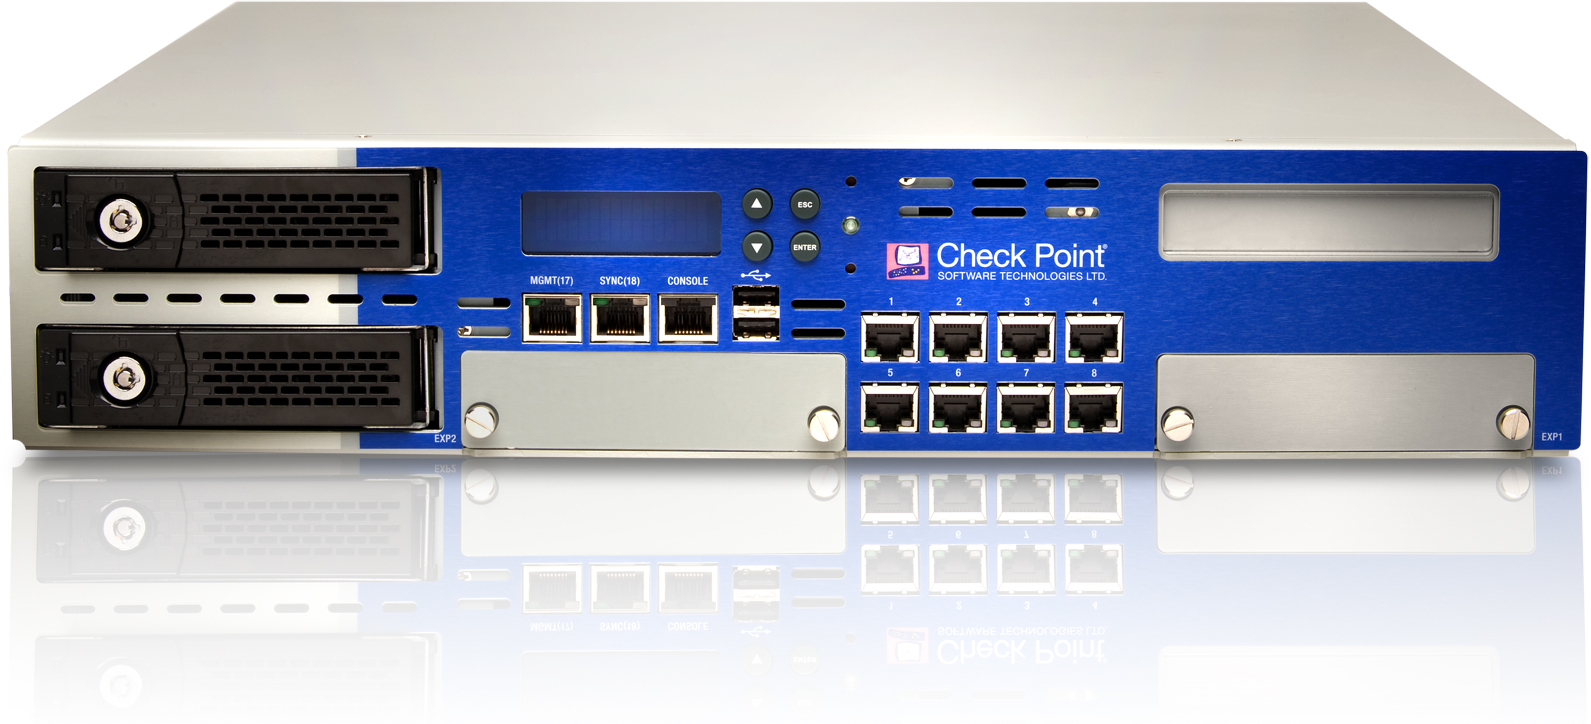 ESC
ENTER
MGMT(17) SYNC(18) CONSOLE
Check Point®
SOFTWARE TECHNOLOGIES LTD.
1 2 3 4
5 6 7 8
EXP2
EXP1